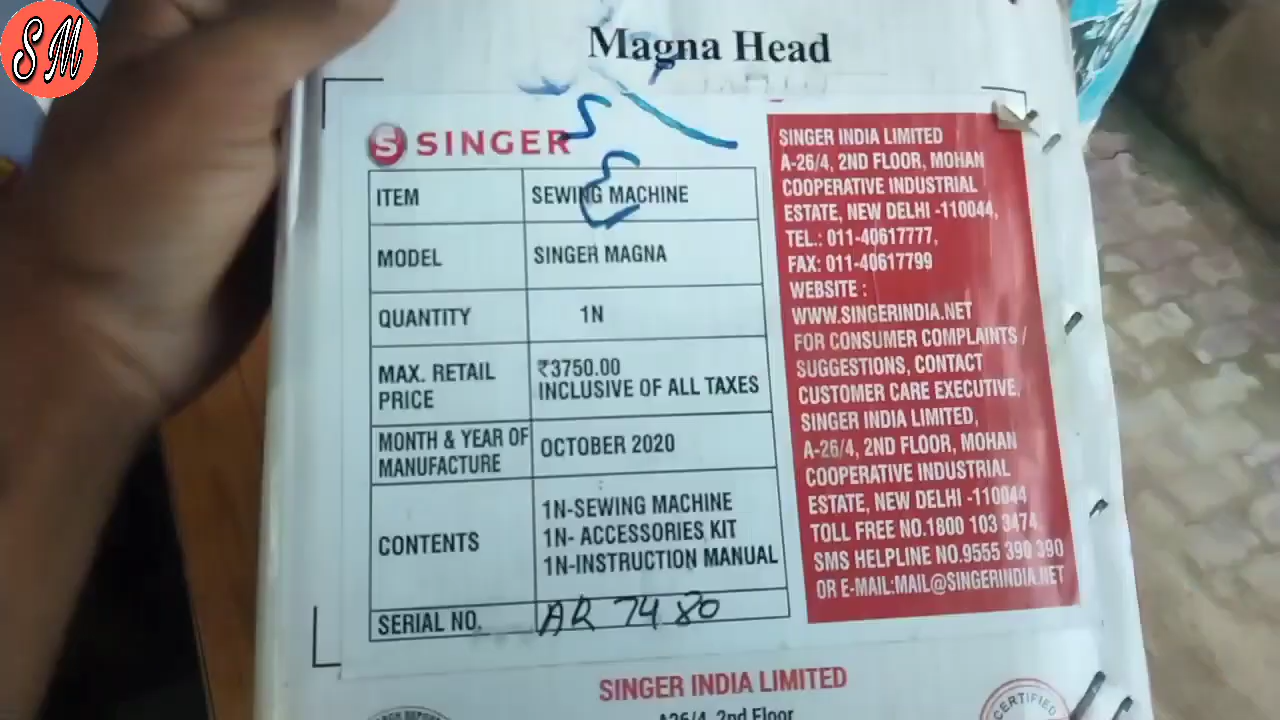 SM
Magna Head
S SINGER
ITEM SEWING MACHINE
MODEL SINGER MAGNA
QUANTITY 1N
MAX. RETAIL PRICE ₹3750.00
INCLUSIVE OF ALL TAXES
MONTH & YEAR OF MANUFACTURE OCTOBER 2020
CONTENTS 1N-SEWING MACHINE
1N- ACCESSORIES KIT
1N-INSTRUCTION MANUAL
SERIAL NO. AR 7480
SINGER INDIA LIMITED
A-26/4, 2ND FLOOR, MOHAN
COOPERATIVE INDUSTRIAL
ESTATE, NEW DELHI -110044,
TEL.: 011-40617777,
FAX: 011-40617799
WEBSITE :
WWW.SINGERINDIA.NET
FOR CONSUMER COMPLAINTS /
SUGGESTIONS, CONTACT
CUSTOMER CARE EXECUTIVE,
SINGER INDIA LIMITED,
A-26/4, 2ND FLOOR, MOHAN
COOPERATIVE INDUSTRIAL
ESTATE, NEW DELHI -110044
TOLL FREE NO.1800 103 3474,
SMS HELPLINE NO.9555 390 390
OR E-MAIL:MAIL@SINGERINDIA.NET
SINGER INDIA LIMITED
A26/4, 2nd Floor
CERTIFIED